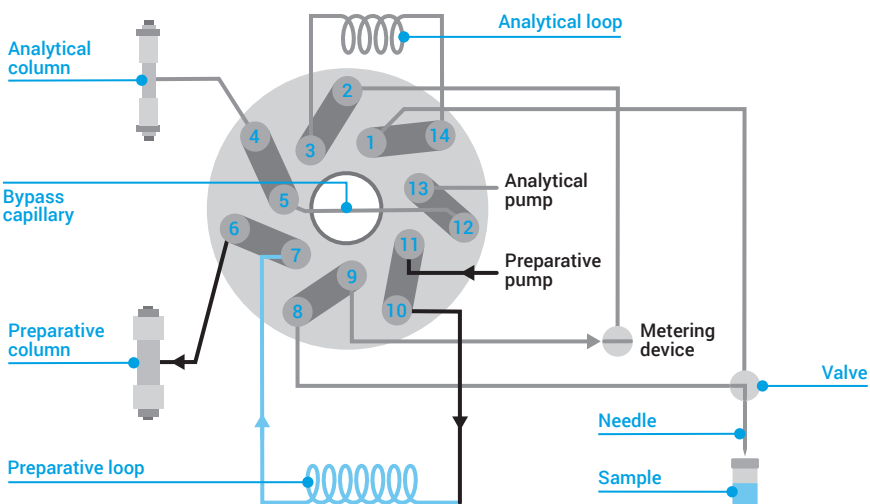 Analytical loop
Analytical
column
2
4
1
14
3
13
Analytical
pump
Bypass
capillary
5
12
6
11
7
Preparative
pump
9
8
10
Preparative
column
Metering
device
Valve
Needle
Preparative loop
Sample